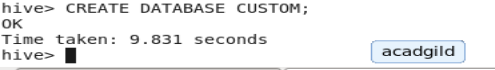 hive> CREATE DATABASE CUSTOM;
OK
Time taken: 9.831 seconds
hive>
acadgild